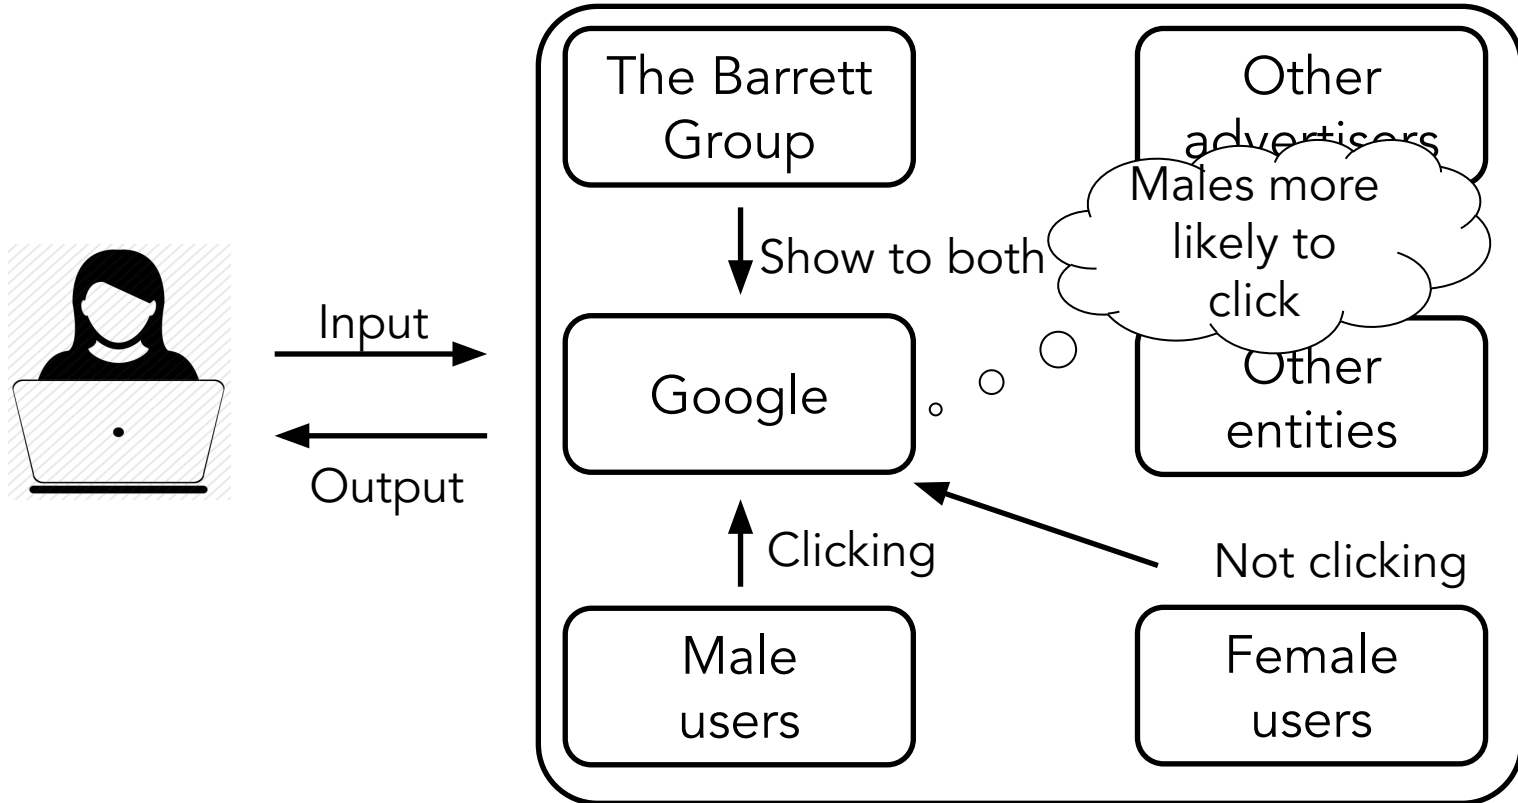 The Barrett
Group
Other
advertisers
Males more
likely to
click
Show to both
Input
Output
Google
Other
entities
Clicking
Not clicking
Male
users
Female
users